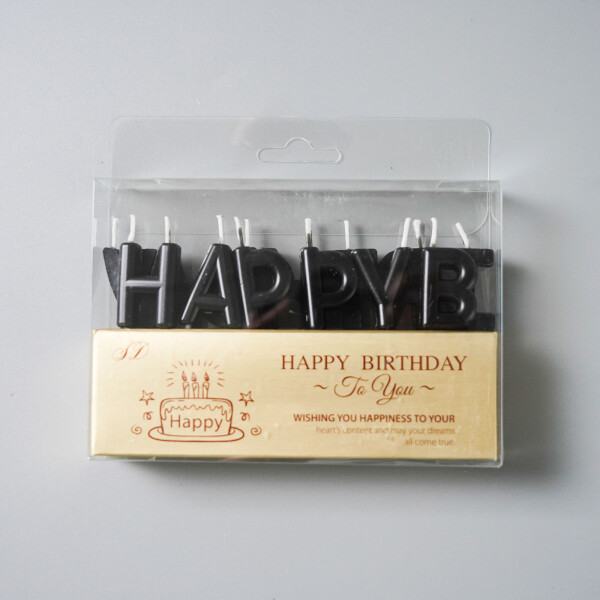 HAPPYB
SD
HAPPY BIRTHDAY
~ To You ~
Happy
WISHING YOU HAPPINESS TO YOUR
heart's content and may your dreams
all come true.